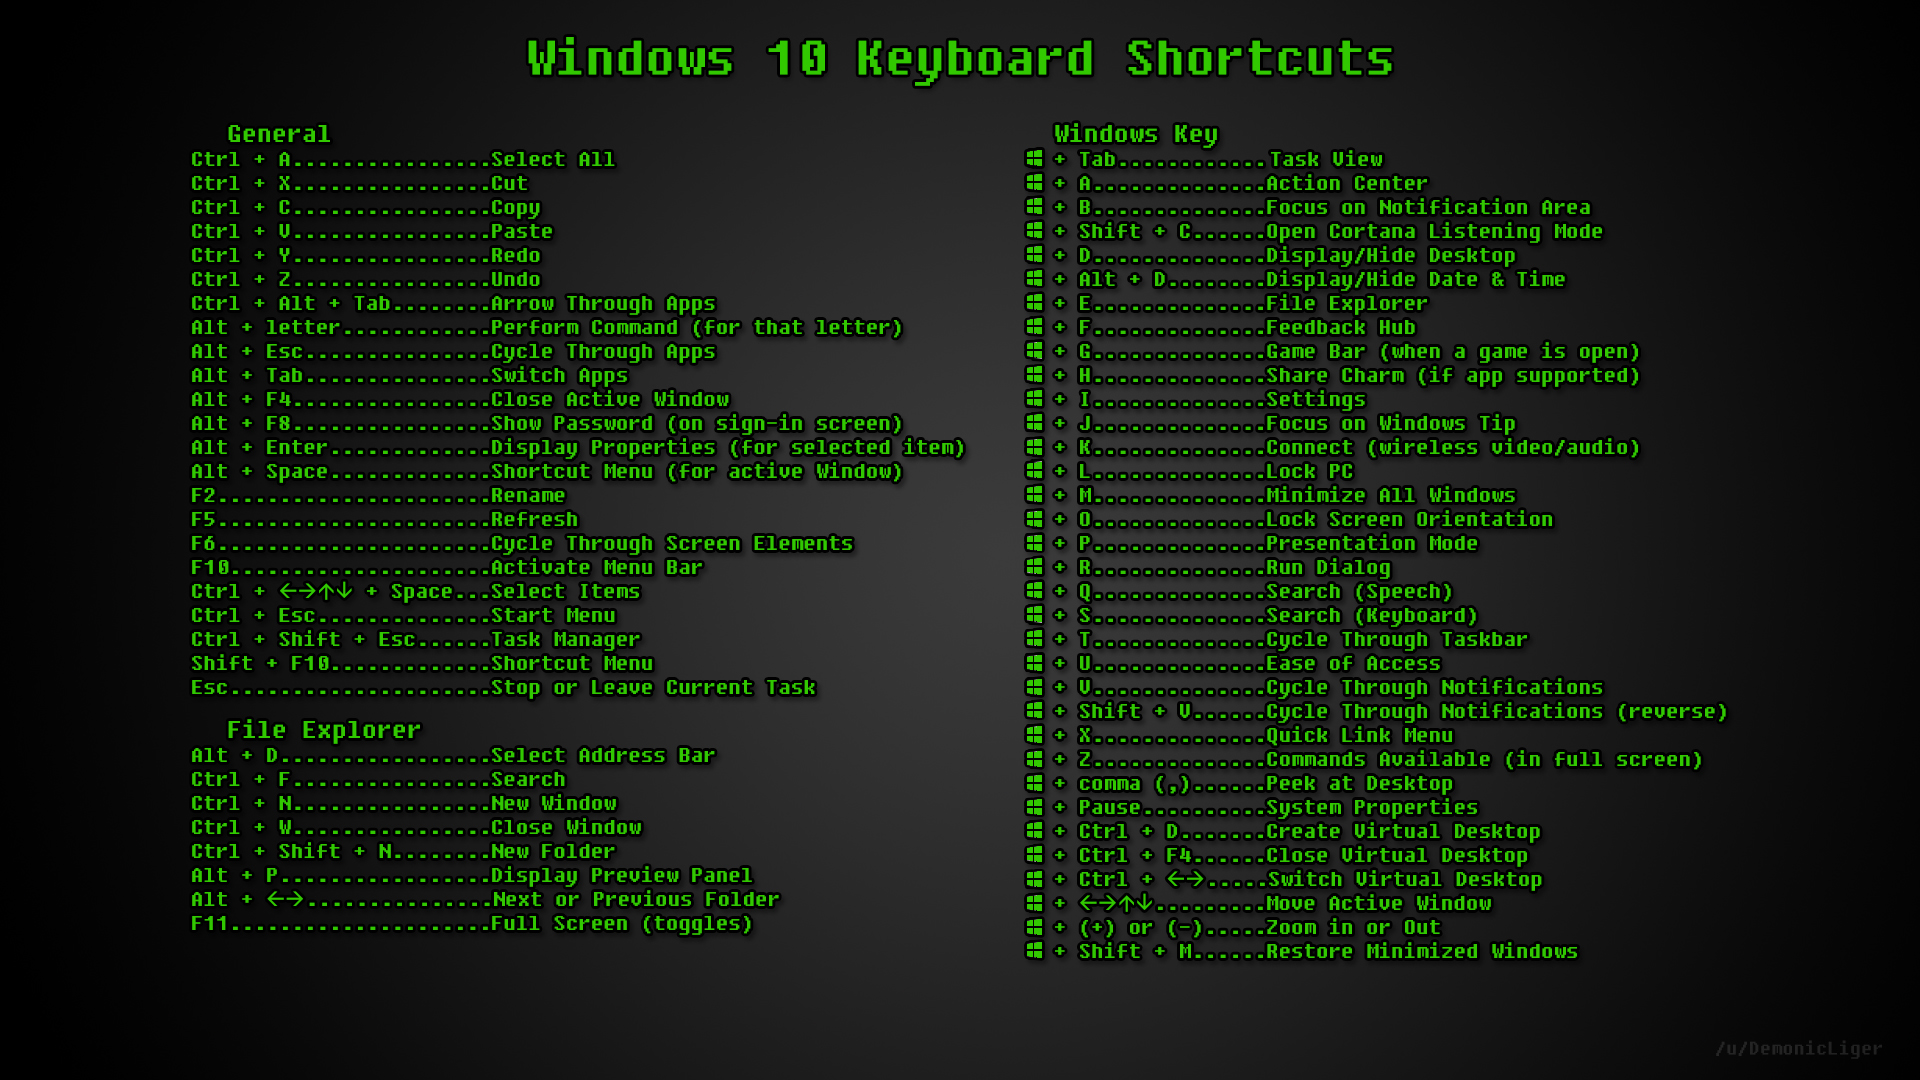 Windows 10 Keyboard Shortcuts
General
Ctrl + A................Select All
Ctrl + X................Cut
Ctrl + C................Copy
Ctrl + V................Paste
Ctrl + Y................Redo
Ctrl + Z................Undo
Ctrl + Alt + Tab........Arrow Through Apps
Alt + letter............Perform Command (for that letter)
Alt + Esc...............Cycle Through Apps
Alt + Tab...............Switch Apps
Alt + F4................Close Active Window
Alt + F8................Show Password (on sign-in screen)
Alt + Enter.............Display Properties (for selected item)
Alt + Space.............Shortcut Menu (for active Window)
F2......................Rename
F5......................Refresh
F6......................Cycle Through Screen Elements
F10.....................Activate Menu Bar
Ctrl + ←→↑↓ + Space...Select Items
Ctrl + Esc..............Start Menu
Ctrl + Shift + Esc......Task Manager
Shift + F10.............Shortcut Menu
Esc.....................Stop or Leave Current Task
File Explorer
Alt + D.................Select Address Bar
Ctrl + F................Search
Ctrl + N................New Window
Ctrl + W................Close Window
Ctrl + Shift + N........New Folder
Alt + P.................Display Preview Panel
Alt + ←→...............Next or Previous Folder
F11.....................Full Screen (toggles)
Windows Key
+ Tab............Task View
+ A..............Action Center
+ B..............Focus on Notification Area
+ Shift + C......Open Cortana Listening Mode
+ D..............Display/Hide Desktop
+ Alt + D........Display/Hide Date & Time
+ E..............File Explorer
+ F..............Feedback Hub
+ G..............Game Bar (when a game is open)
+ H..............Share Charm (if app supported)
+ I..............Settings
+ J..............Focus on Windows Tip
+ K..............Connect (wireless video/audio)
+ L..............Lock PC
+ M..............Minimize All Windows
+ O..............Lock Screen Orientation
+ P..............Presentation Mode
+ R..............Run Dialog
+ Q..............Search (Speech)
+ S..............Search (Keyboard)
+ T..............Cycle Through Taskbar
+ U..............Ease of Access
+ V..............Cycle Through Notifications
+ Shift + V......Cycle Through Notifications (reverse)
+ X..............Quick Link Menu
+ Z..............Commands Available (in full screen)
+ comma (,)......Peek at Desktop
+ Pause..........System Properties
+ Ctrl + D.......Create Virtual Desktop
+ Ctrl + F4......Close Virtual Desktop
+ Ctrl + ←→.....Switch Virtual Desktop
+ ←→↑↓.........Move Active Window
+ (+) or (-).....Zoom in or Out
+ Shift + M......Restore Minimized Windows
/u/DemonicLiger